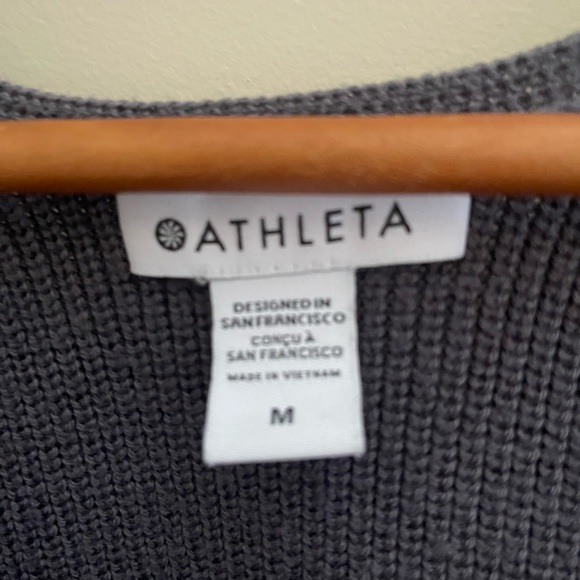 ATHLETA
DESIGNED IN
SAN FRANCISCO
CONÇU À
SAN FRANCISCO
MADE IN VIETNAM
M